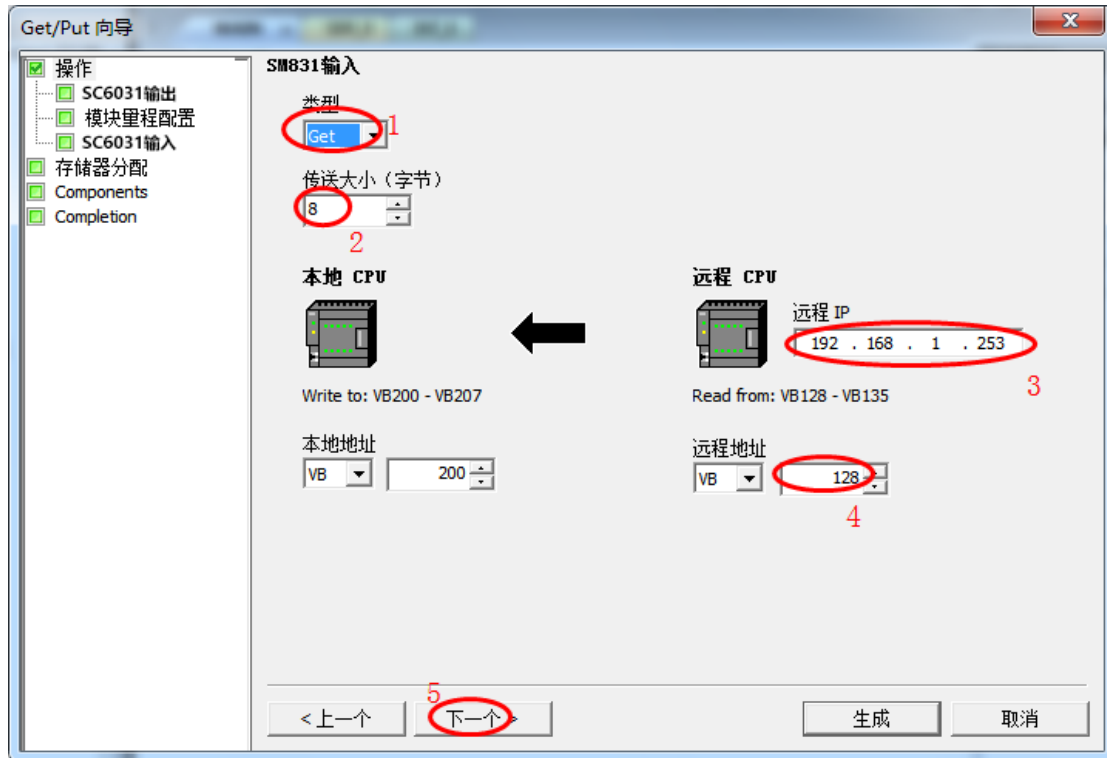 Get/Put 向导
X
操作
SC6031输出
模块量程配置
SC6031输入
存储器分配
Components
Completion
SM831输入
类型
Get
1
传送大小（字节）
8
2
本地 CPU
远程 CPU
远程 IP
192 . 168 . 1 . 253
3
Write to: VB200 - VB207
Read from: VB128 - VB135
本地地址
远程地址
VB
200
VB
128
4
5
<上一个
下一个>
生成
取消